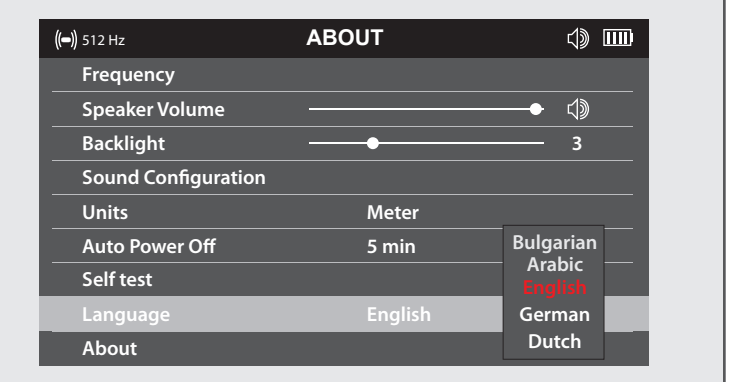 512 Hz ABOUT
Frequency
Speaker Volume
Backlight 3
Sound Configuration
Units Meter
Auto Power Off 5 min
Self test
Language English
About
Bulgarian
Arabic
English
German
Dutch